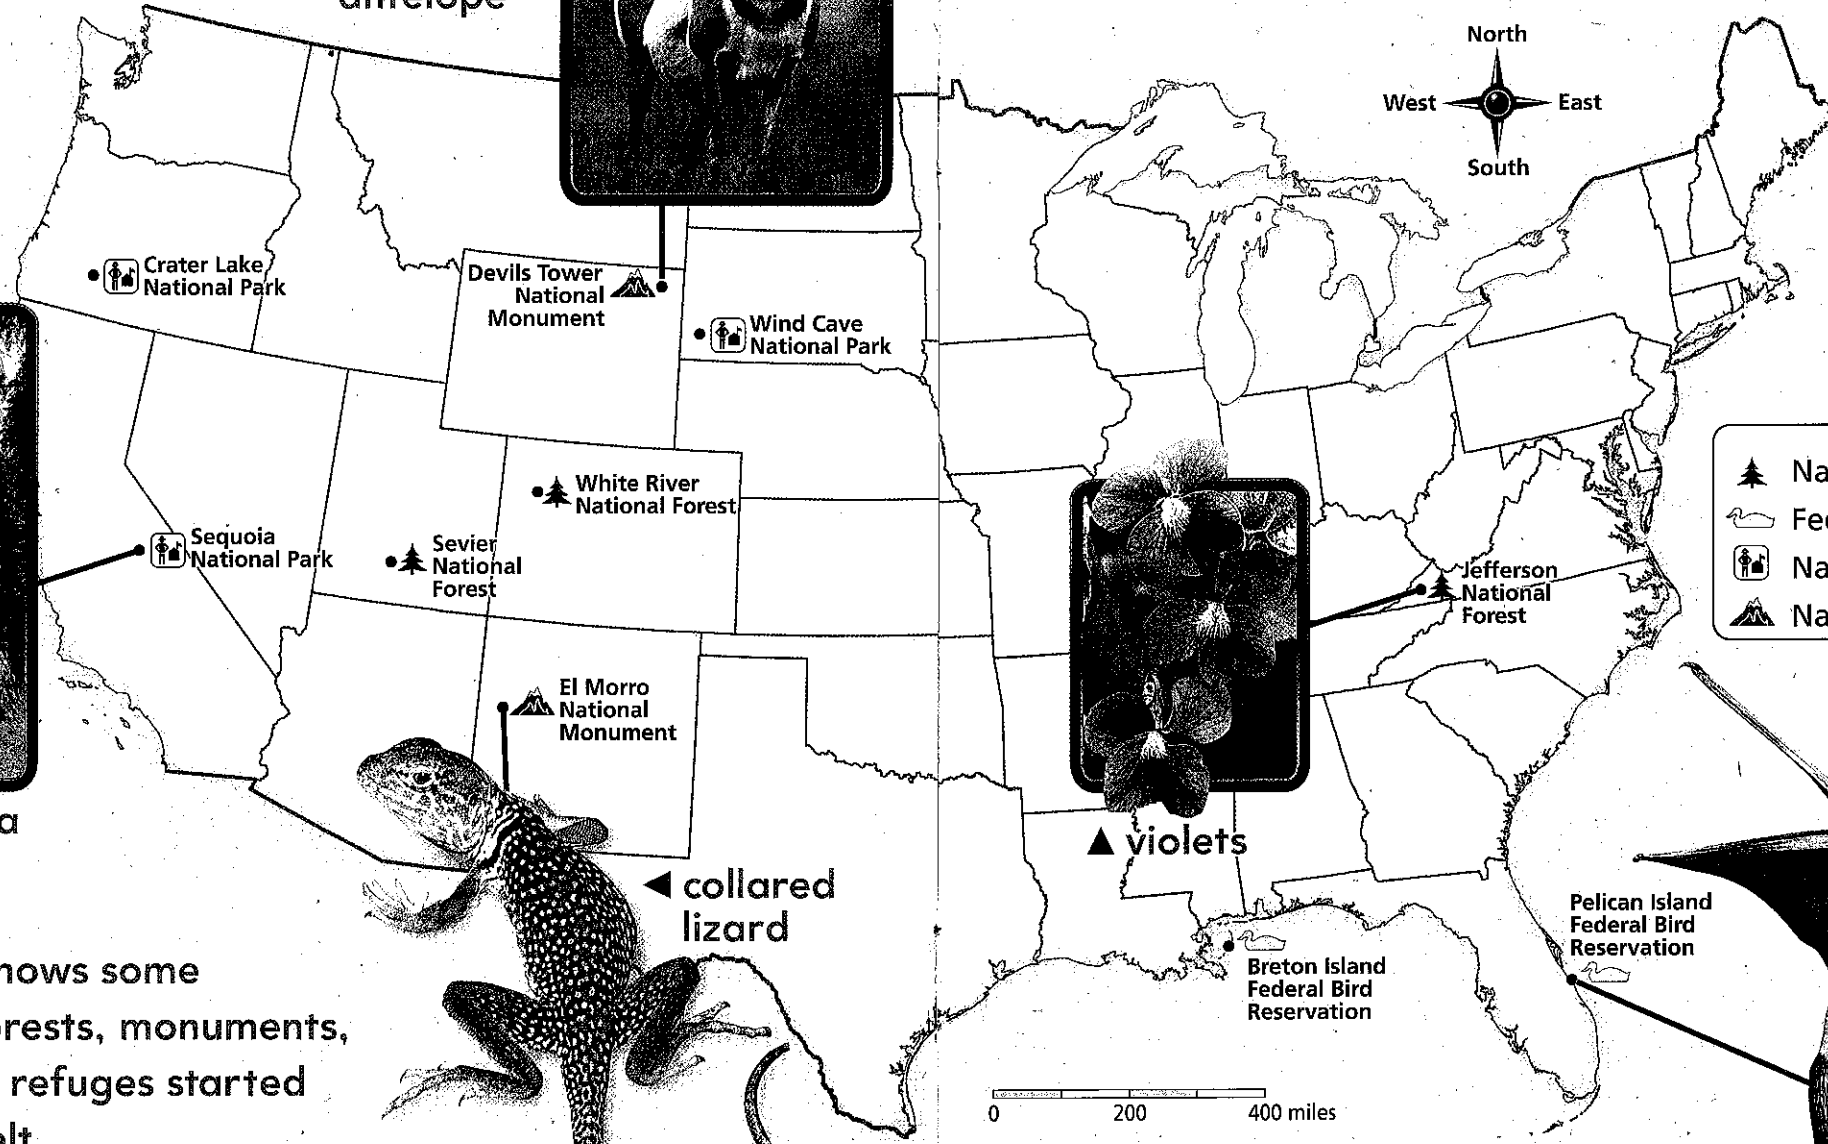 antelope
North
West
East
South
Crater Lake
National Park
Devils Tower
National
Monument
Wind Cave
National Park
White River
National Forest
Sequoia
National Park
Sevier
National
Forest
Jefferson
National
Forest
El Morro
National
Monument
Na
Fed
Na
Na
a
▲ violets
◀ collared
lizard
Pelican Island
Federal Bird
Reservation
Breton Island
Federal Bird
Reservation
hows some
orests, monuments,
refuges started
elt.
0 200 400 miles